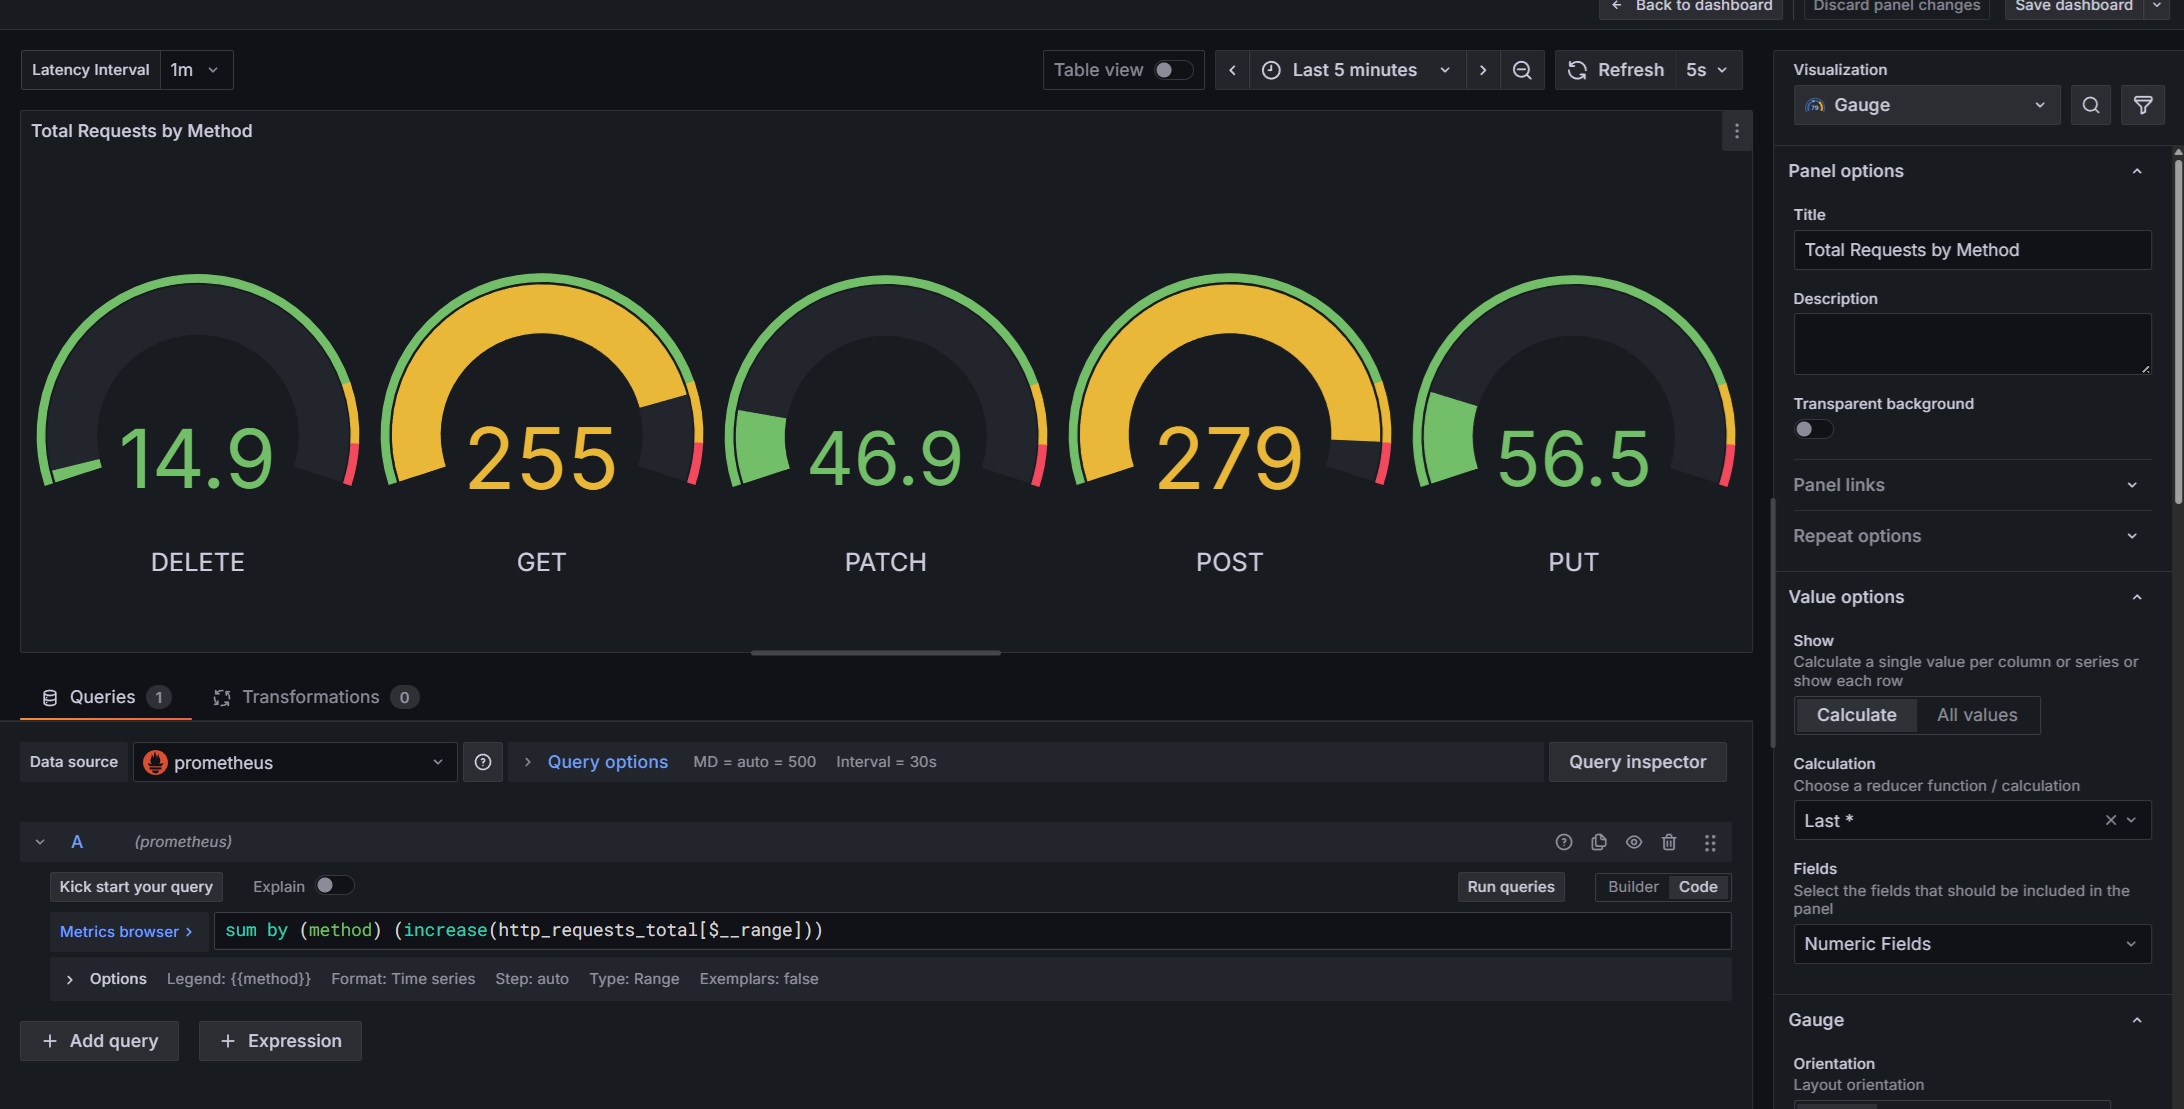 Back to dashboard
Discard panel changes
Save dashboard
Latency Interval 1m
Table view
Last 5 minutes
Refresh 5s
Total Requests by Method
14.9
255
46.9
279
56.5
DELETE
GET
PATCH
POST
PUT
Queries 1
Transformations 0
Data source prometheus
Query options MD = auto = 500 Interval = 30s
Query inspector
A (prometheus)
Kick start your query
Explain
Run queries
Builder Code
Metrics browser >
sum by (method) (increase(http_requests_total[$__range]))
Options Legend: {{method}} Format: Time series Step: auto Type: Range Exemplars: false
+ Add query
+ Expression
Visualization
79
Gauge
Panel options
Title
Total Requests by Method
Description
Transparent background
Panel links
Repeat options
Value options
Show
Calculate a single value per column or series or
show each row
Calculate All values
Calculation
Choose a reducer function / calculation
Last *
Fields
Select the fields that should be included in the
panel
Numeric Fields
Gauge
Orientation
Layout orientation